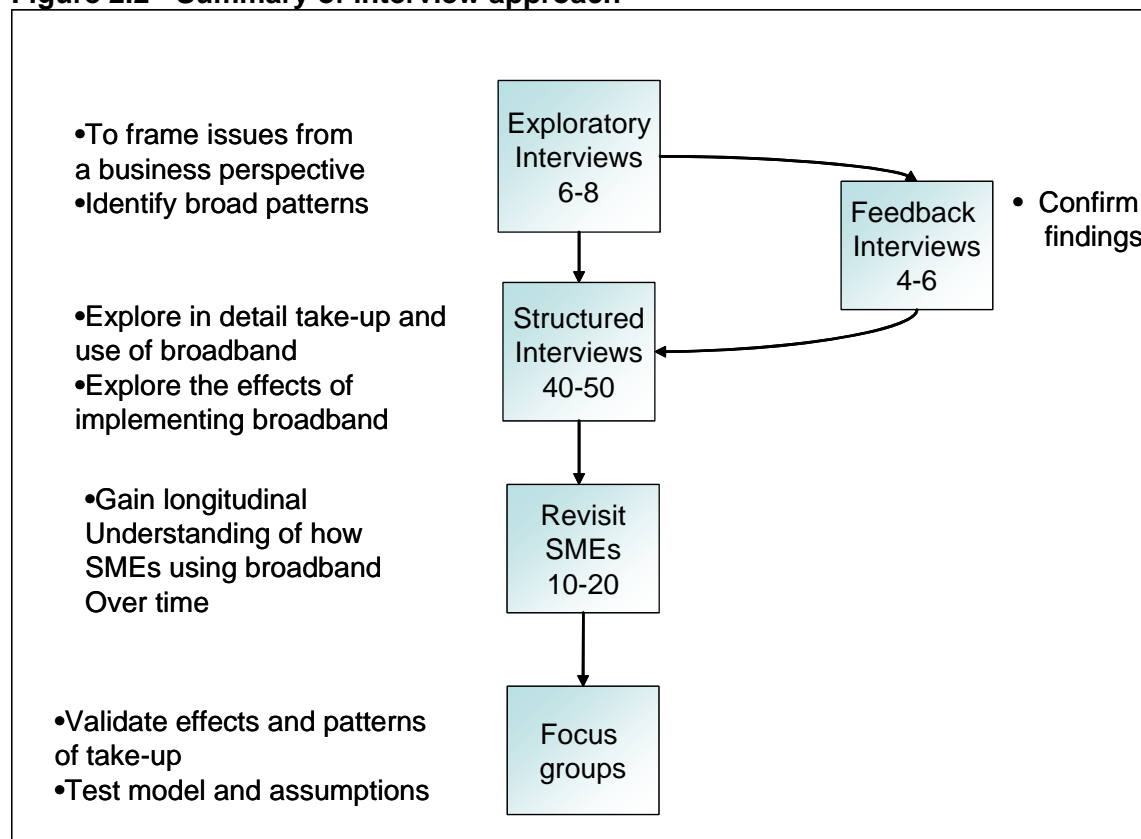 Figure 2.2 - Summary of interview approach
•To frame issues from
a business perspective
•Identify broad patterns
Exploratory
Interviews
6-8
Feedback
Interviews
4-6
• Confirm
findings
•Explore in detail take-up and
use of broadband
•Explore the effects of
implementing broadband
Structured
Interviews
40-50
•Gain longitudinal
Understanding of how
SMEs using broadband
Over time
Revisit
SMEs
10-20
•Validate effects and patterns
of take-up
•Test model and assumptions
Focus
groups